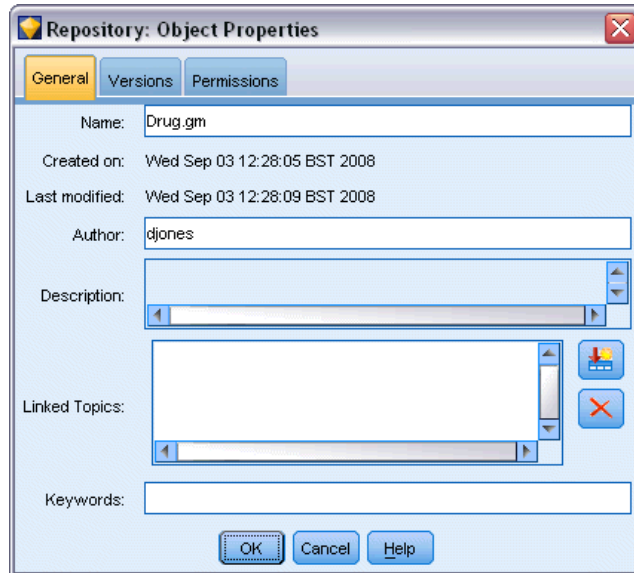 Repository: Object Properties
General Versions Permissions
Name: Drug.gm
Created on: Wed Sep 03 12:28:05 BST 2008
Last modified: Wed Sep 03 12:28:09 BST 2008
Author: djones
Description:
Linked Topics:
Keywords:
OK Cancel Help